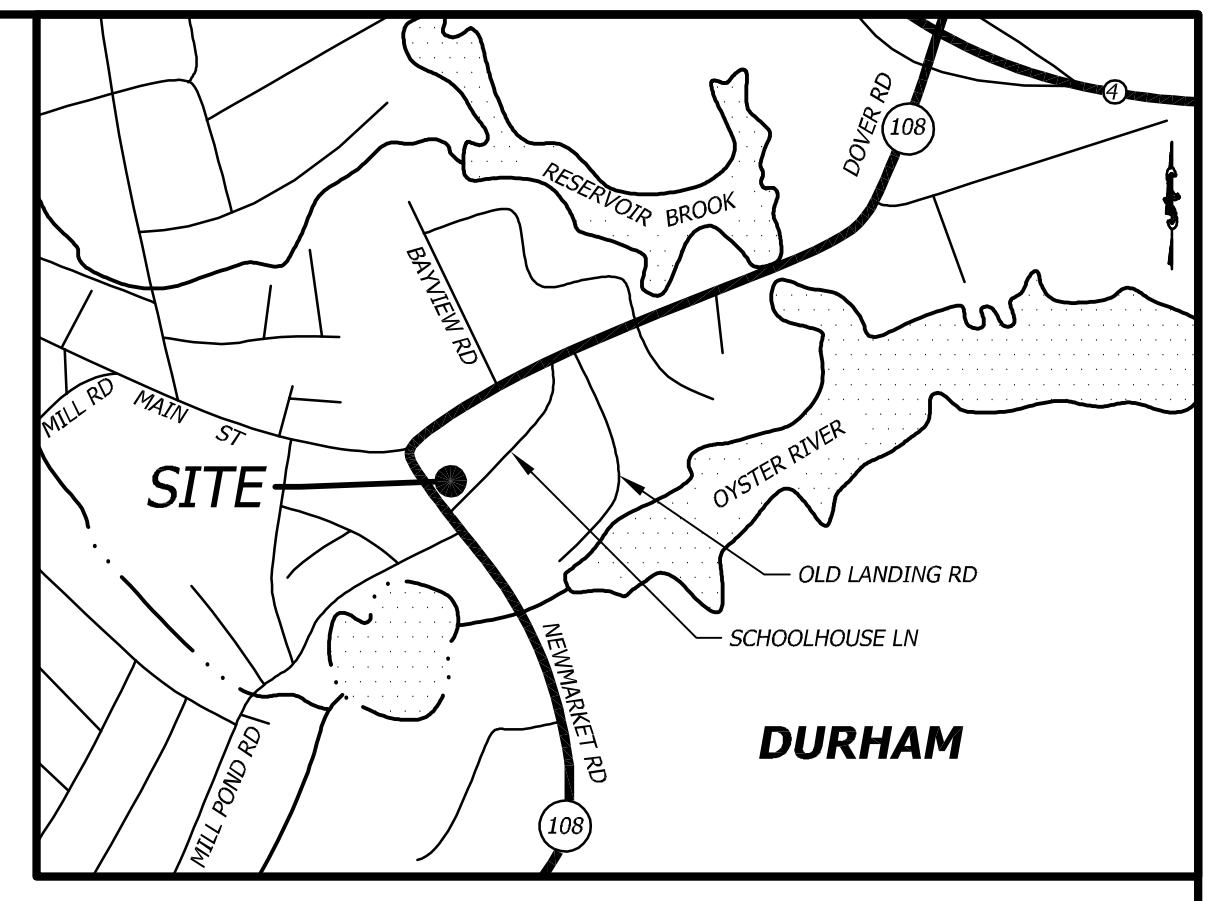 4
DOVER RD
108
RESERVOIR BROOK
BAYVIEW RD
MILL RD
MAIN ST
SITE
OYSTER RIVER
OLD LANDING RD
SCHOOLHOUSE LN
NEWMARKET RD
DURHAM
MILL POND RD
108